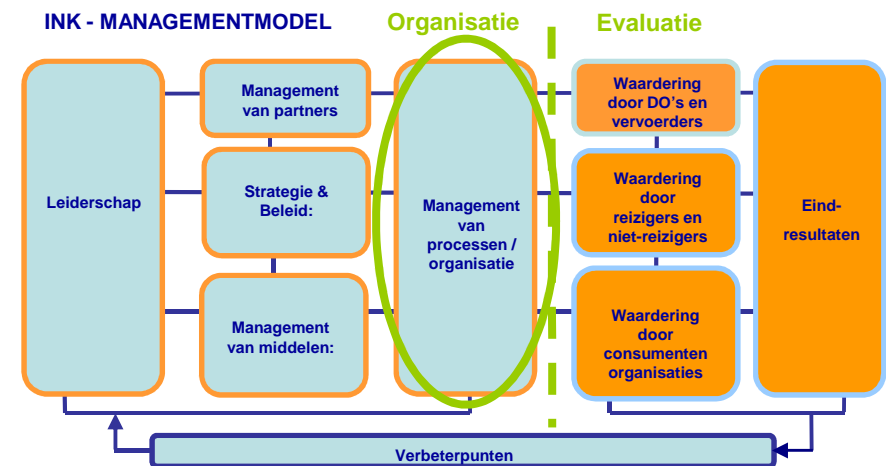 INK - MANAGEMENTMODEL
Organisatie
Evaluatie
Leiderschap
Management
van partners
Strategie &
Beleid:
Management
van middelen:
Management
van
processen /
organisatie
Waardering
door DO's en
vervoerders
Waardering
door
reizigers en
niet-reizigers
Waardering
door
consumenten
organisaties
Eind-
resultaten
Verbeterpunten